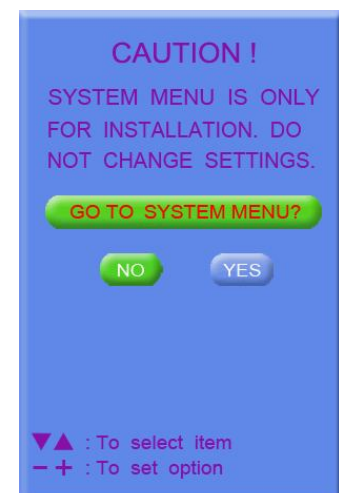 CAUTION !
SYSTEM MENU IS ONLY
FOR INSTALLATION. DO
NOT CHANGE SETTINGS.
GO TO SYSTEM MENU?
NO YES
▼▲ : To select item
− + : To set option